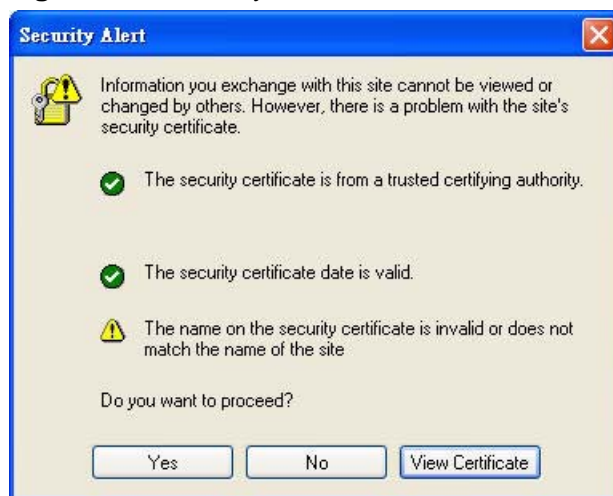 Security Alert
Information you exchange with this site cannot be viewed or
changed by others. However, there is a problem with the site's
security certificate.
The security certificate is from a trusted certifying authority.
The security certificate date is valid.
The name on the security certificate is invalid or does not
match the name of the site
Do you want to proceed?
Yes
No
View Certificate